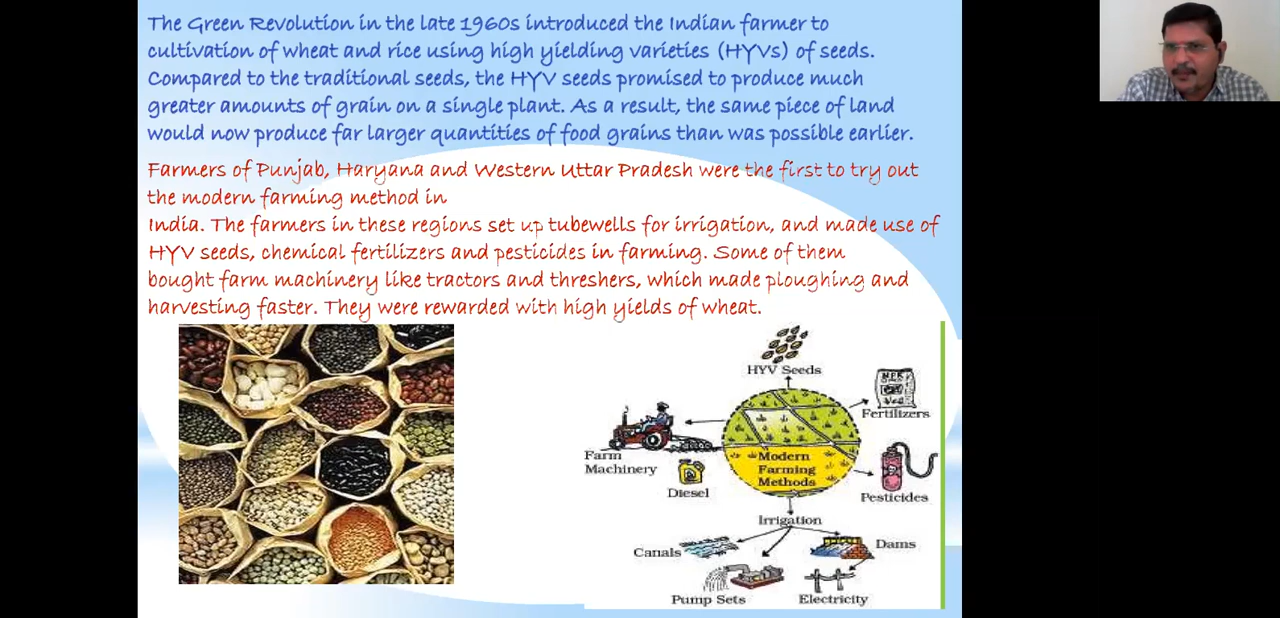 The Green Revolution in the late 1960s introduced the Indian farmer to
cultivation of wheat and rice using high yielding varieties (HYVs) of seeds.
Compared to the traditional seeds, the HYV seeds promised to produce much
greater amounts of grain on a single plant. As a result, the same piece of land
would now produce far larger quantities of food grains than was possible earlier.
Farmers of Punjab, Haryana and Western Uttar Pradesh were the first to try out
the modern farming method in
India. The farmers in these regions set up tubewells for irrigation, and made use of
HYV seeds, chemical fertilizers and pesticides in farming. Some of them
bought farm machinery like tractors and threshers, which made ploughing and
harvesting faster. They were rewarded with high yields of wheat.
HYV Seeds
NPK
Fertilizers
Farm
Machinery
Diesel
Modern
Farming
Methods
Pesticides
Irrigation
Canals
Dams
Pump Sets
Electricity